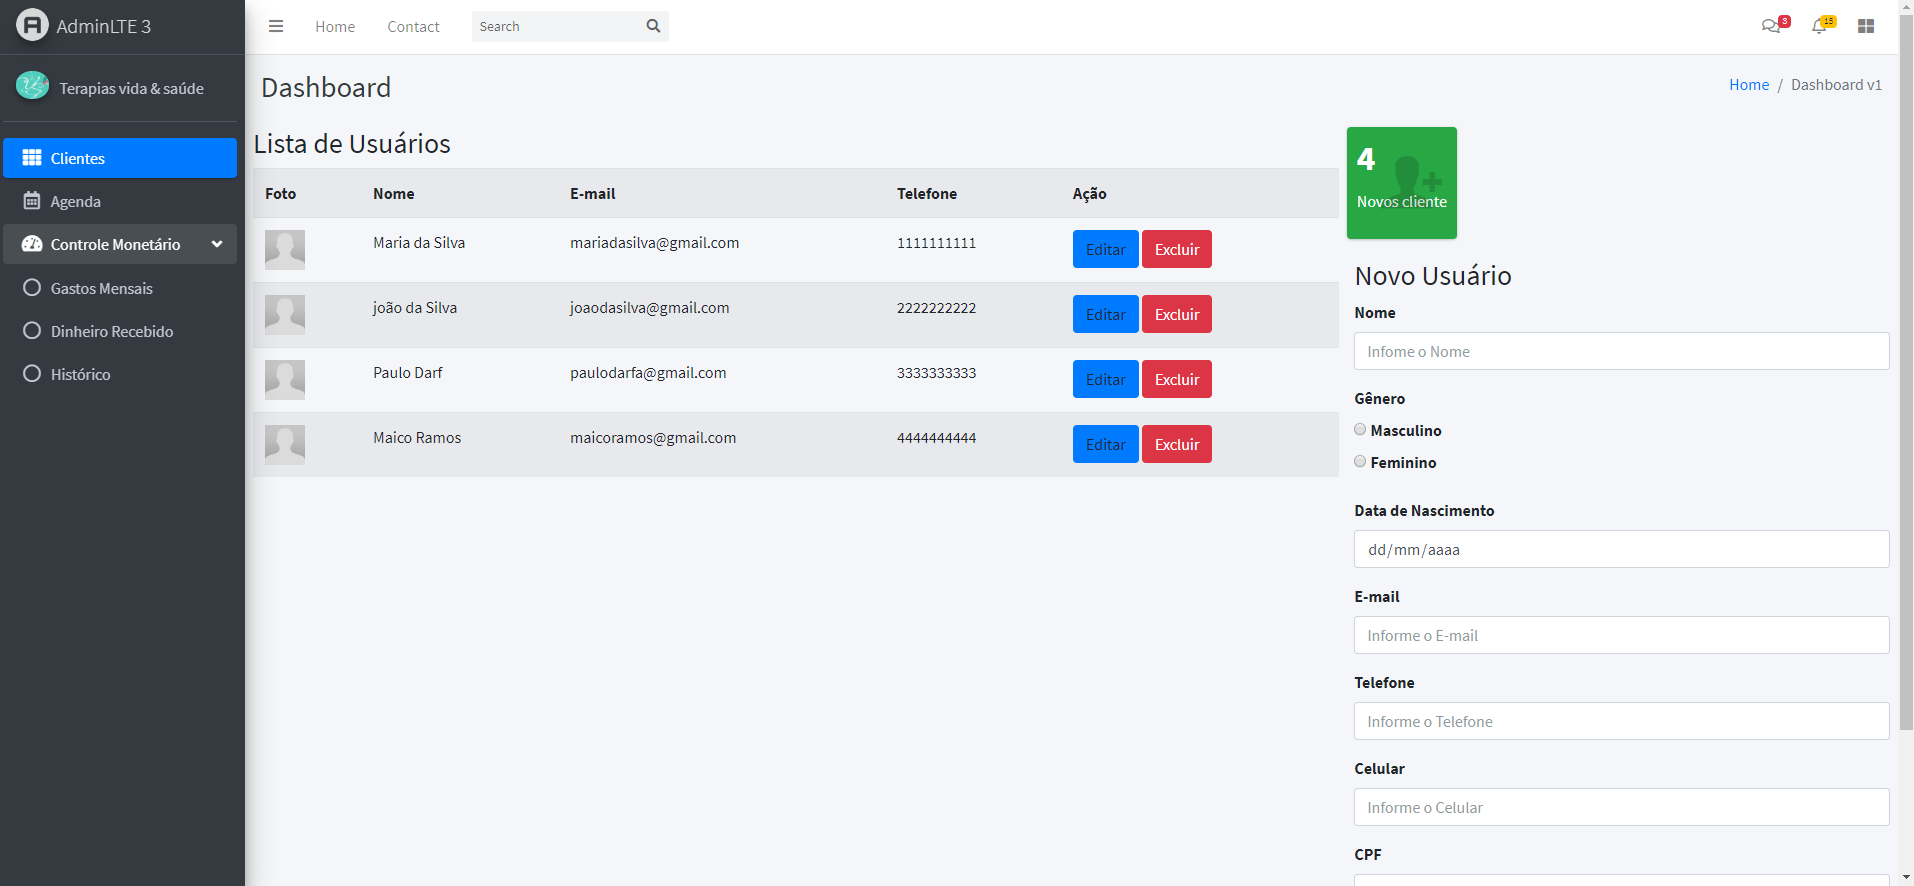 AdminLTE 3
Home Contact Search 3 15
Terapias vida & saúde
Clientes
Agenda
Controle Monetário
Gastos Mensais
Dinheiro Recebido
Histórico
Dashboard
Home / Dashboard v1
Lista de Usuários
Foto Nome E-mail Telefone Ação
Maria da Silva mariadasilva@gmail.com 1111111111 Editar Excluir
joão da Silva joaodasilva@gmail.com 2222222222 Editar Excluir
Paulo Darf paulodarfa@gmail.com 3333333333 Editar Excluir
Maico Ramos maicoramos@gmail.com 4444444444 Editar Excluir
4
Novos cliente
Novo Usuário
Nome
Infome o Nome
Gênero
Masculino
Feminino
Data de Nascimento
dd/mm/aaaa
E-mail
Informe o E-mail
Telefone
Informe o Telefone
Celular
Informe o Celular
CPF